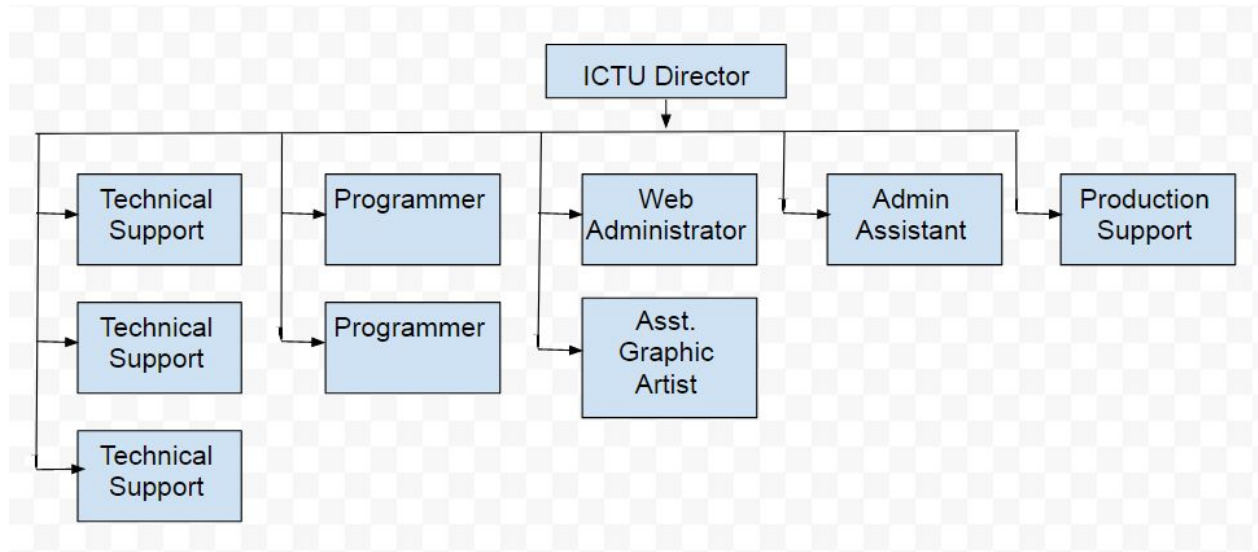 ICTU Director
Technical
Support
Programmer
Web
Administrator
Admin
Assistant
Production
Support
Technical
Support
Programmer
Asst.
Graphic
Artist
Technical
Support